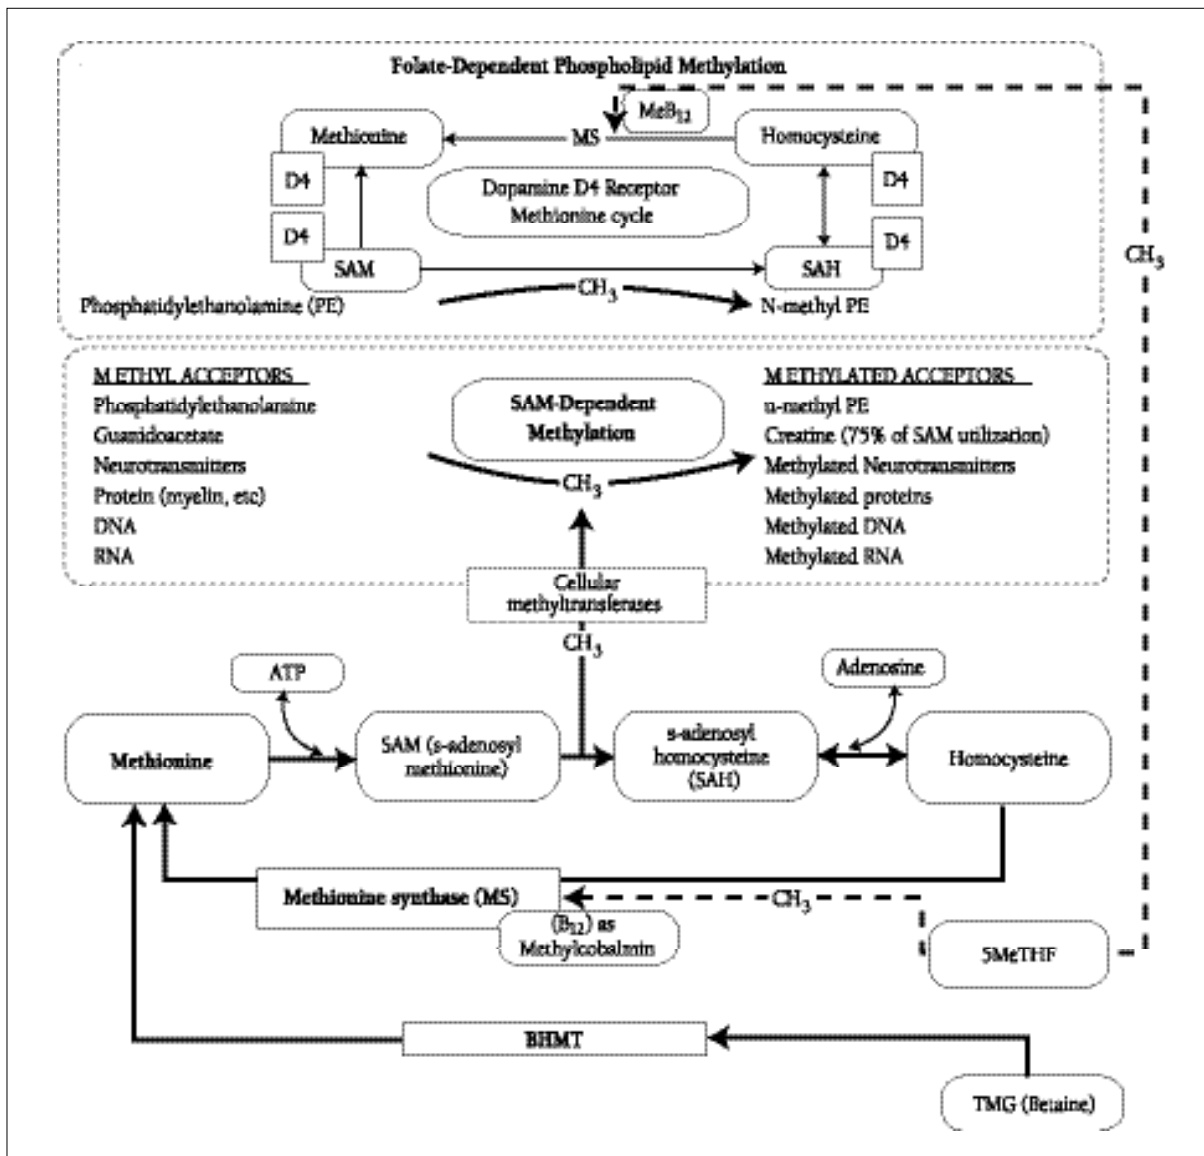 Folate-Dependent Phospholipid Methylation
MeB12
Methionine
MS
Homocysteine
D4
D4
Dopamine D4 Receptor
Methionine cycle
D4
D4
SAM
SAH
CH3
Phosphatidylethanolamine (PE)
CH3
N-methyl PE
METHYL ACCEPTORS
Phosphatidylethanolamine
Guanidoacetate
Neurotransmitters
Protein (myelin, etc)
DNA
RNA
SAM-Dependent
Methylation
CH3
METHYLATED ACCEPTORS
n-methyl PE
Creatine (75% of SAM utilization)
Methylated Neurotransmitters
Methylated proteins
Methylated DNA
Methylated RNA
Cellular
methyltransferases
CH3
ATP
Adenosine
Methionine
SAM (s-adenosyl
methionine)
s-adenosyl
homocysteine
(SAH)
Homocysteine
Methionine synthase (MS)
CH3
(B12) as
Methylcobalmin
5MeTHF
BHMT
TMG (Betaine)